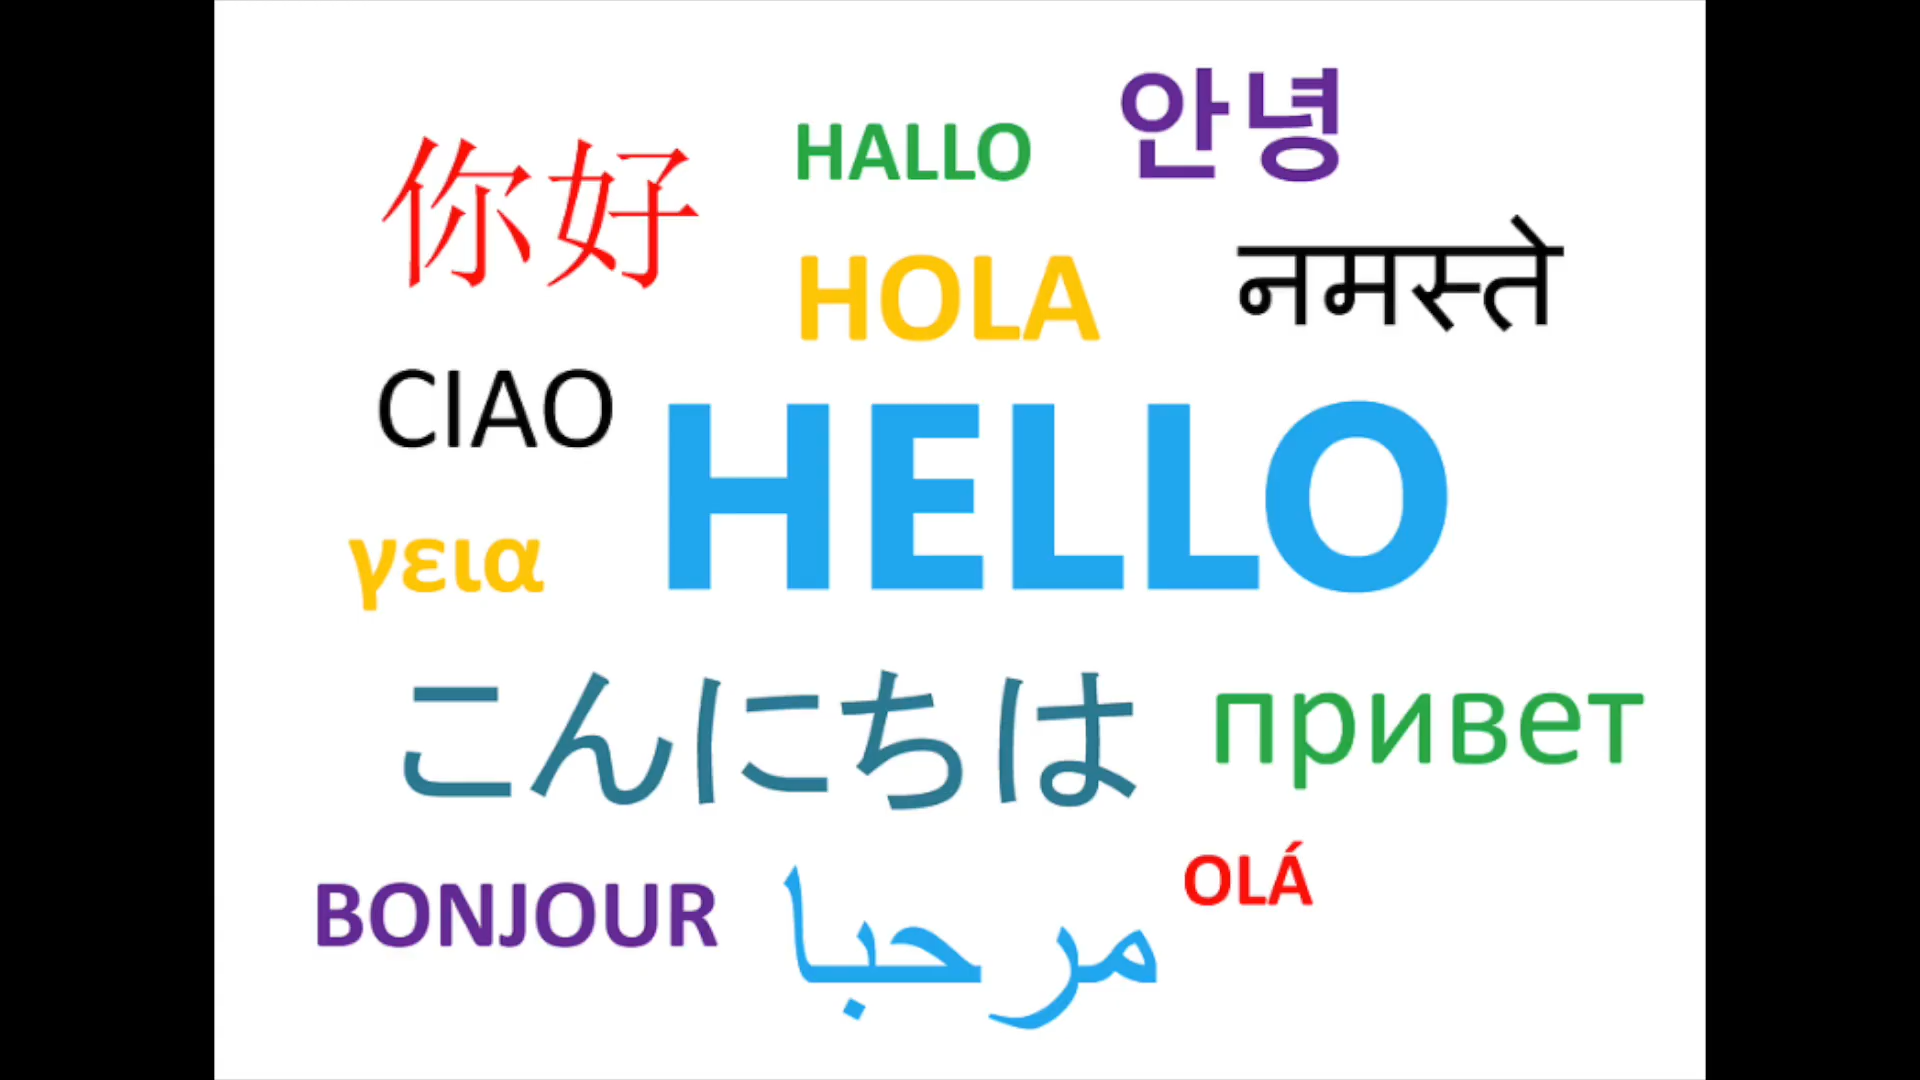 안녕
HALLO
你好
HOLA
नमस्ते
CIAO
HELLO
γεια
こんにちは
привет
OLÁ
BONJOUR
مرحبا